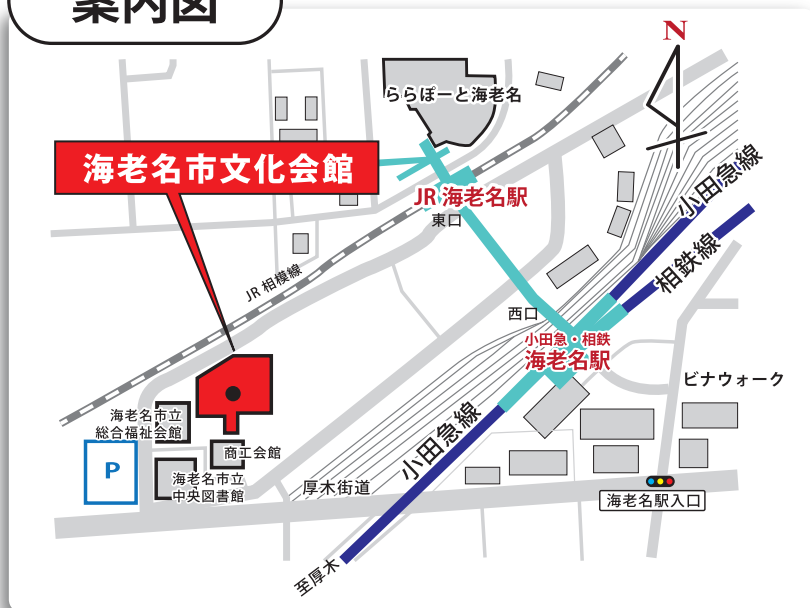 案内図
N
ららぽーと海老名
海老名市文化会館
小田急線
JR 海老名駅
東口
相鉄線
JR 相模線
西口
小田急・相鉄
海老名駅
ビナウォーク
海老名市立
総合福祉会館
小田急線
商工会館
P
海老名市立
中央図書館
厚木街道
海老名駅入口
至厚木